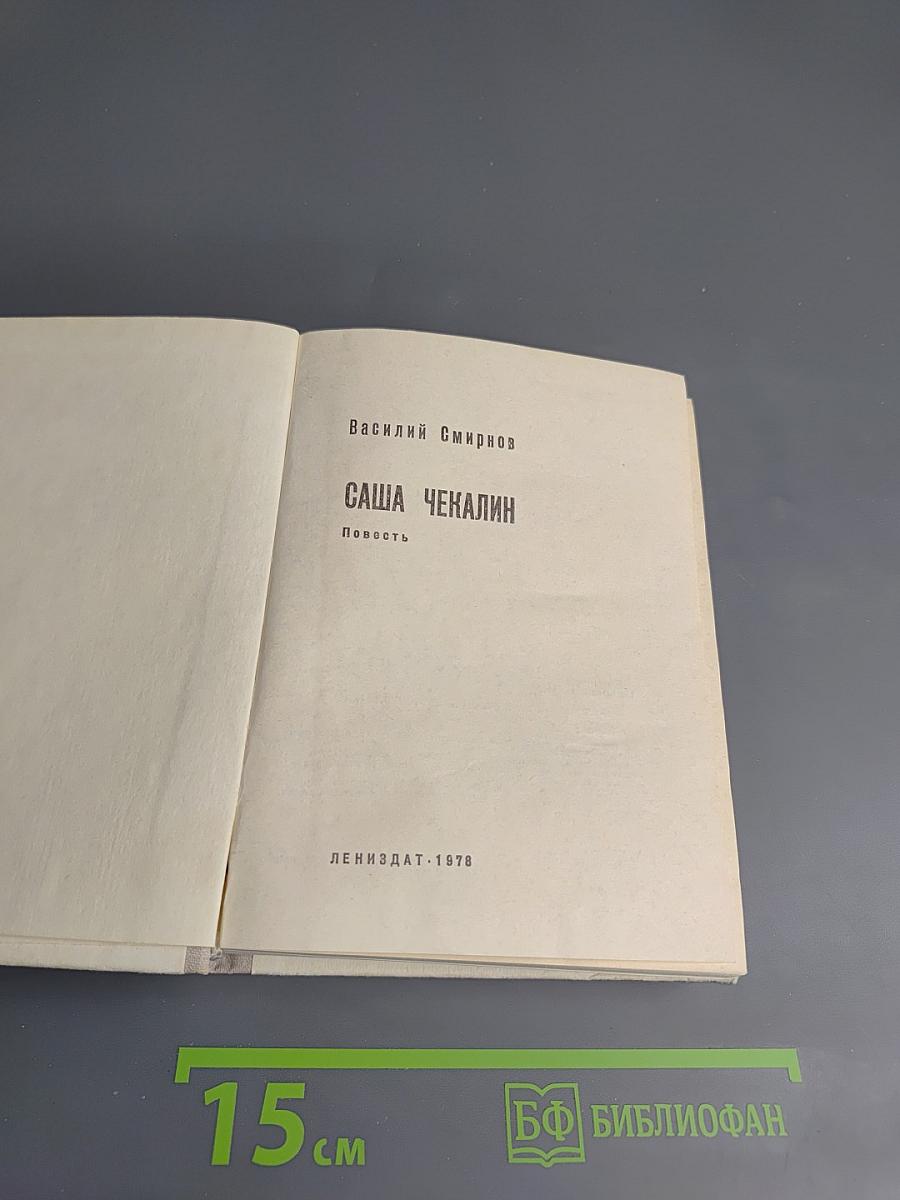 Василий Смирнов
САША ЧЕКАЛИН
Повесть
ЛЕНИЗДАТ · 1978
15 см
БФ БИБЛИОФАН